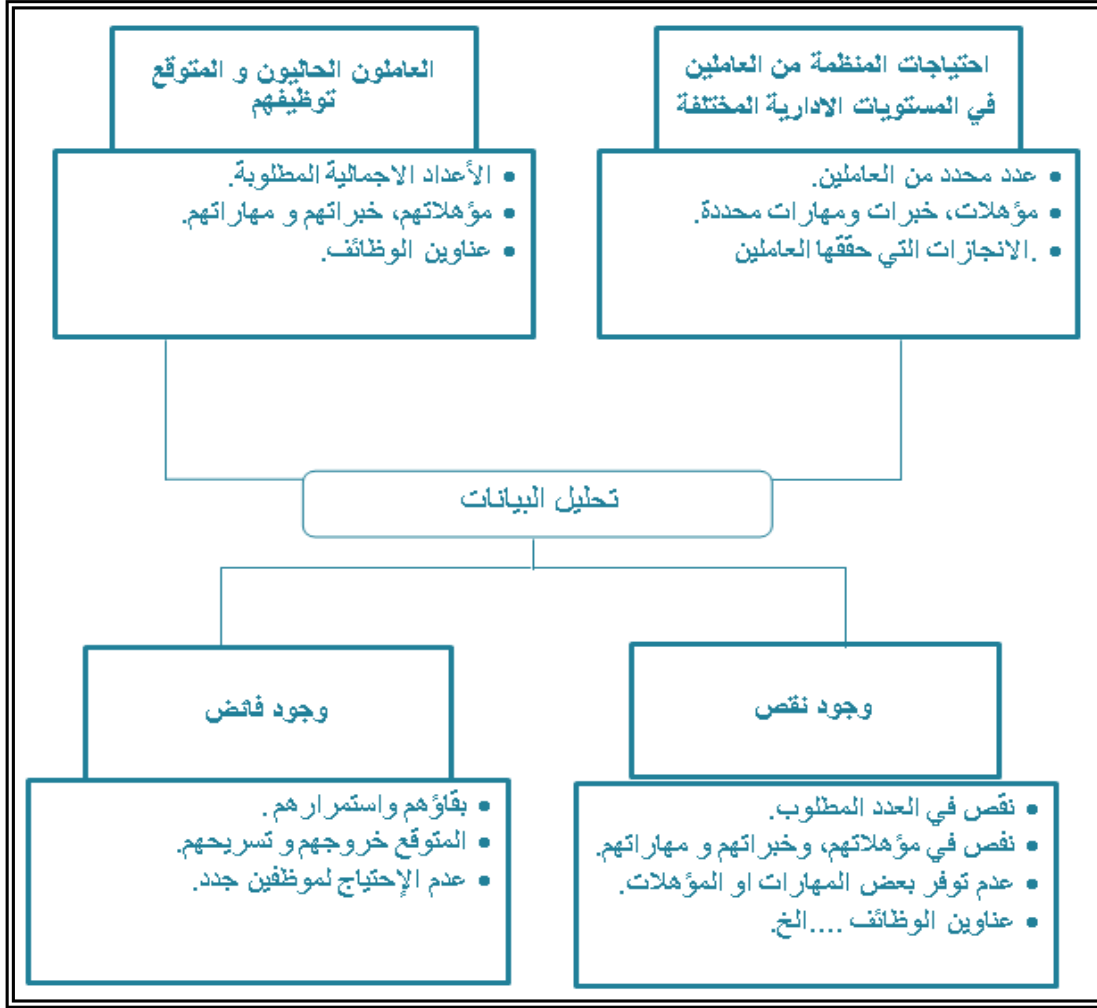 احتياجات المنظمة من العاملين
في المستويات الادارية المختلفة
• عدد محدد من العاملين.
• مؤهلات، خبرات ومهارات محددة.
• .الانجازات التي حققها العاملين
العاملون الحاليون و المتوقع
توظيفهم
• الأعداد الاجمالية المطلوبة.
• مؤهلاتهم، خبراتهم و مهاراتهم.
• عناوين الوظائف.
تحليل البيانات
وجود نقص
• نقص في العدد المطلوب.
• نفص في مؤهلاتهم، وخبراتهم و مهاراتهم.
• عدم توفر بعض المهارات او المؤهلات.
• عناوين الوظائف ....الخ.
وجود فائض
• بقاؤهم واستمرارهم.
• المتوقع خروجهم و تسريحهم.
• عدم الإحتياج لموظفين جدد.